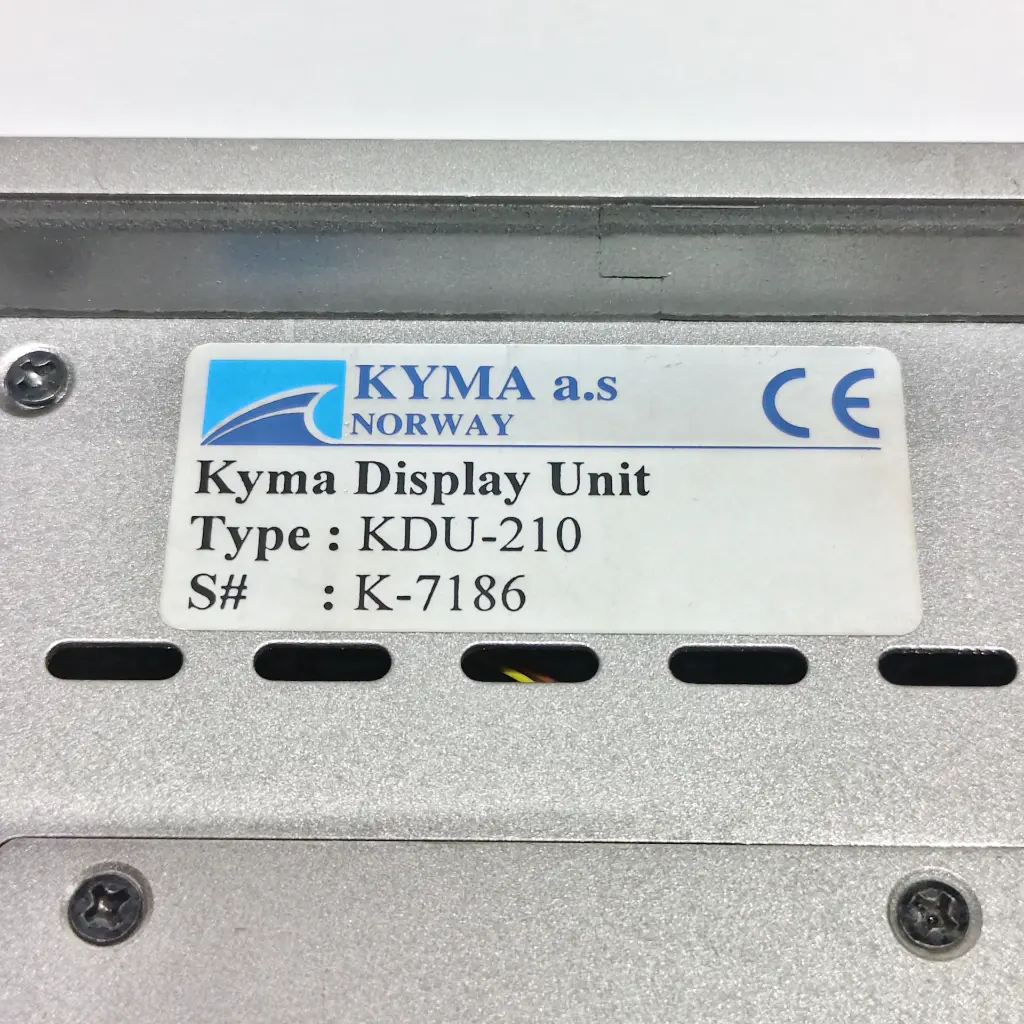 KYMA a.s
NORWAY
CE
Kyma Display Unit
Type : KDU-210
S# : K-7186